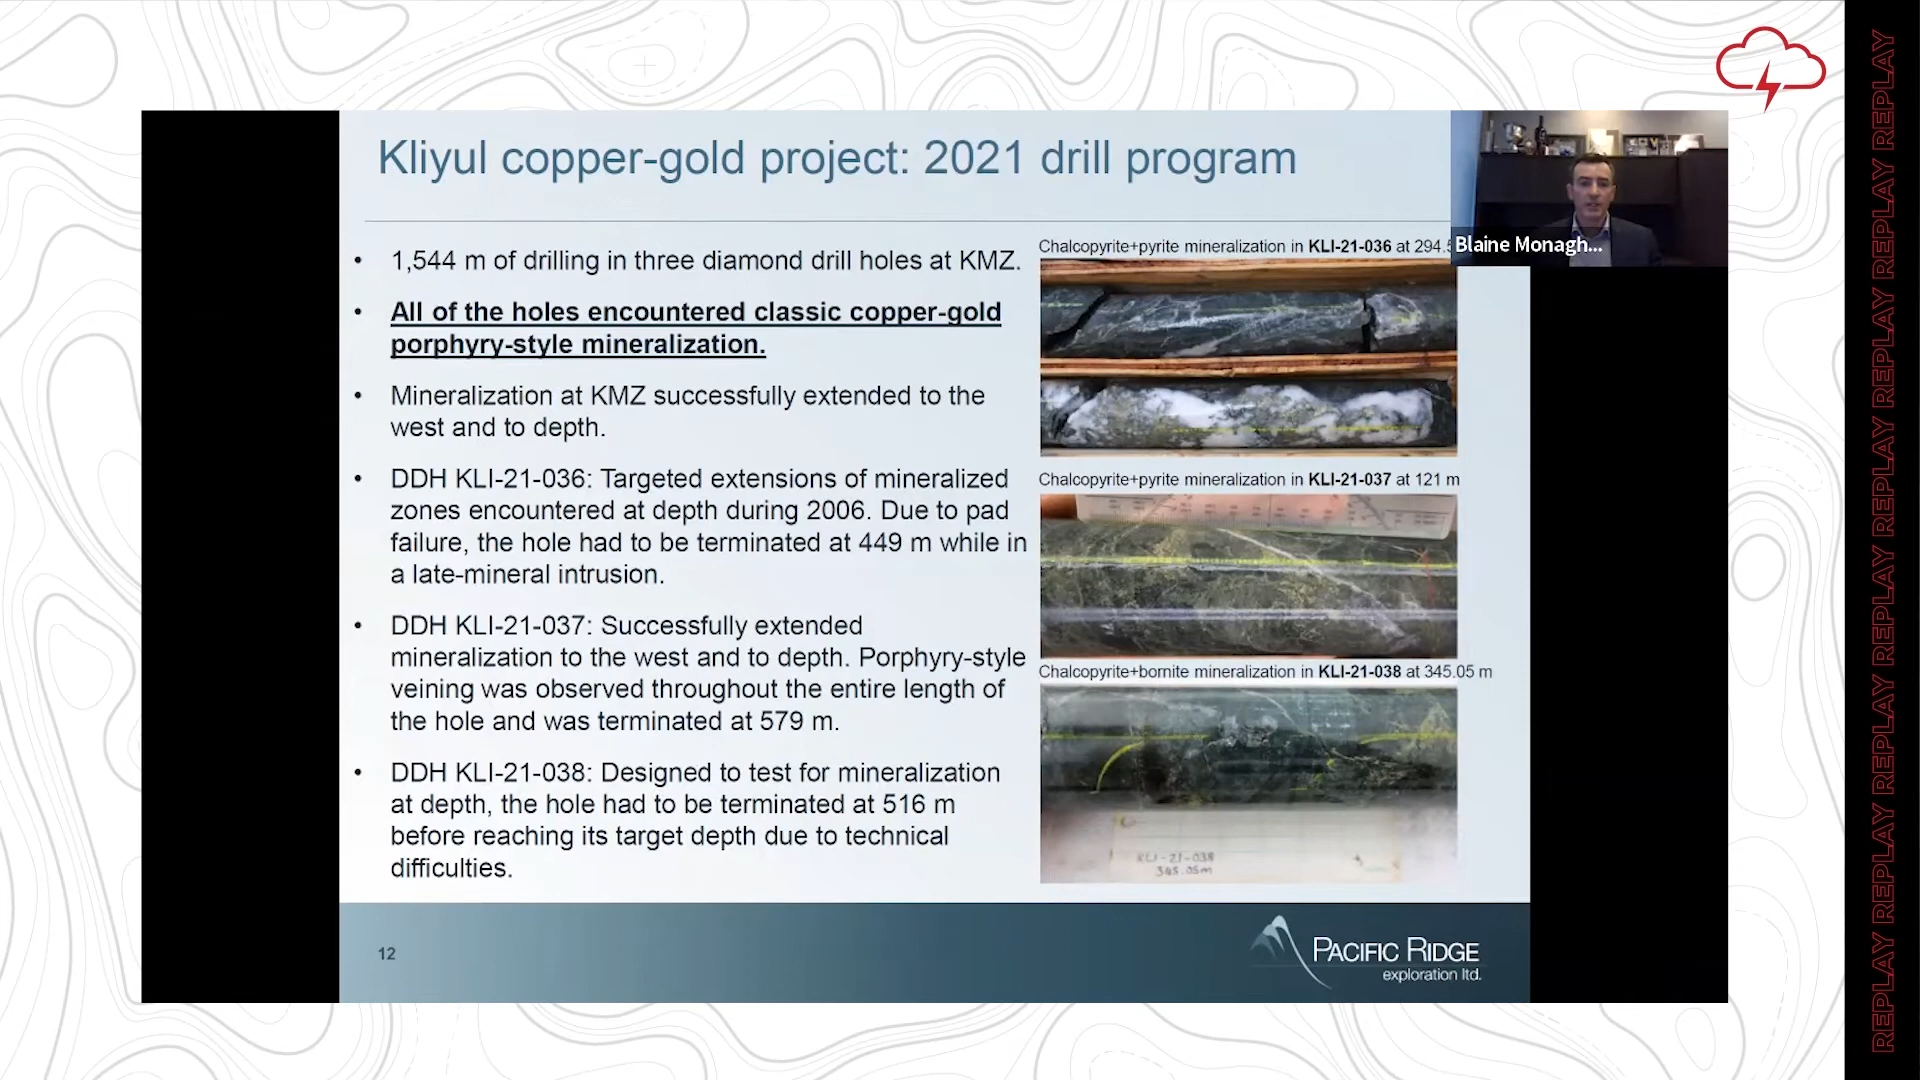 Kliyul copper-gold project: 2021 drill program
• 1,544 m of drilling in three diamond drill holes at KMZ.
• All of the holes encountered classic copper-gold
porphyry-style mineralization.
• Mineralization at KMZ successfully extended to the
west and to depth.
• DDH KLI-21-036: Targeted extensions of mineralized
zones encountered at depth during 2006. Due to pad
failure, the hole had to be terminated at 449 m while in
a late-mineral intrusion.
• DDH KLI-21-037: Successfully extended
mineralization to the west and to depth. Porphyry-style
veining was observed throughout the entire length of
the hole and was terminated at 579 m.
• DDH KLI-21-038: Designed to test for mineralization
at depth, the hole had to be terminated at 516 m
before reaching its target depth due to technical
difficulties.
Chalcopyrite+pyrite mineralization in KLI-21-036 at 294.5
Chalcopyrite+pyrite mineralization in KLI-21-037 at 121 m
Chalcopyrite+bornite mineralization in KLI-21-038 at 345.05 m
KLI-21-038
345.05m
Blaine Monagh...
12
PACIFIC RIDGE
exploration ltd.
REPLAY REPLAY REPLAY REPLAY REPLAY REPLAY REPLAY REPLAY